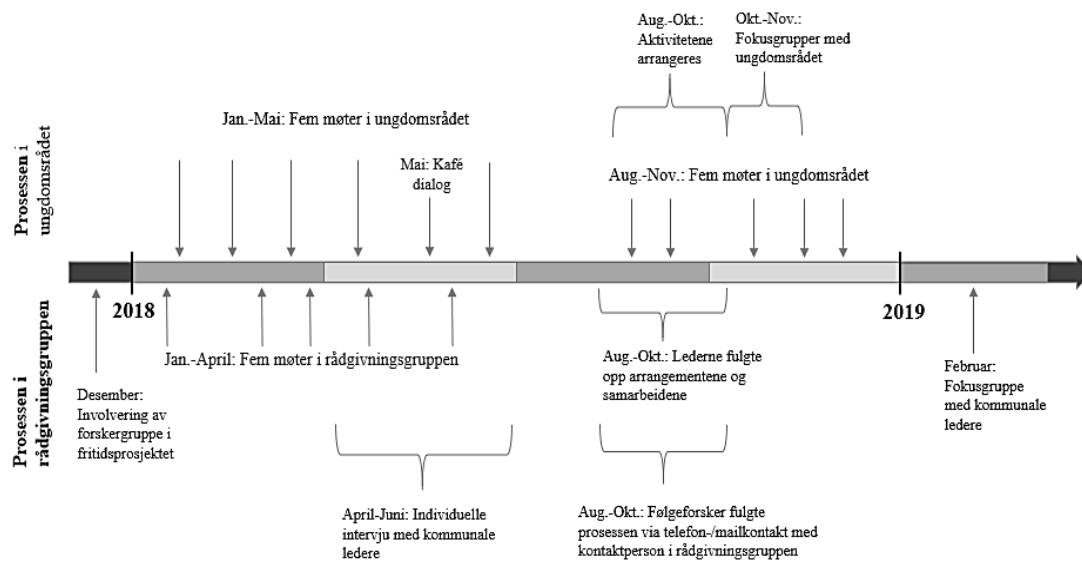 Prosessen i
ungdomsrådet
Jan.-Mai: Fem møter i ungdomsrådet
Mai: Kafé
dialog
Aug.-Okt.:
Aktivitetene
arrangeres
Okt.-Nov.:
Fokusgrupper med
ungdomsrådet
Aug.-Nov.: Fem møter i ungdomsrådet
2018
2019
Prosessen i
rådgivningsgruppen
Desember:
Involvering av
forskergruppe i
fritidsprosjektet
Jan.-April: Fem møter i rådgivningsgruppen
April-Juni: Individuelle
intervju med kommunale
ledere
Aug.-Okt.: Lederne fulgte
opp arrangementene og
samarbeidene
Aug.-Okt.: Følgeforsker fulgte
prosessen via telefon-/mailkontakt med
kontaktperson i rådgivningsgruppen
Februar:
Fokusgruppe
med kommunale
ledere